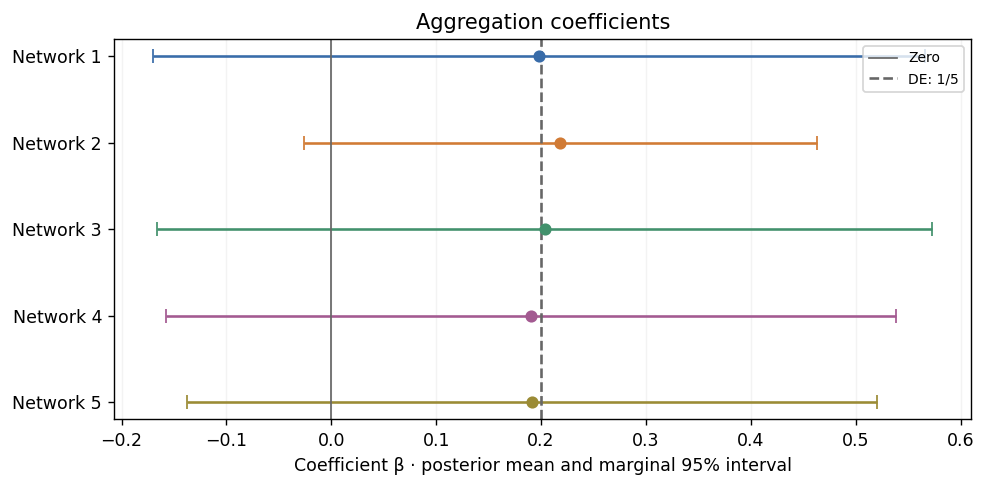 Aggregation coefficients
Network 1
Network 2
Network 3
Network 4
Network 5
Zero
DE: 1/5
−0.2 −0.1 0.0 0.1 0.2 0.3 0.4 0.5 0.6
Coefficient β · posterior mean and marginal 95% interval